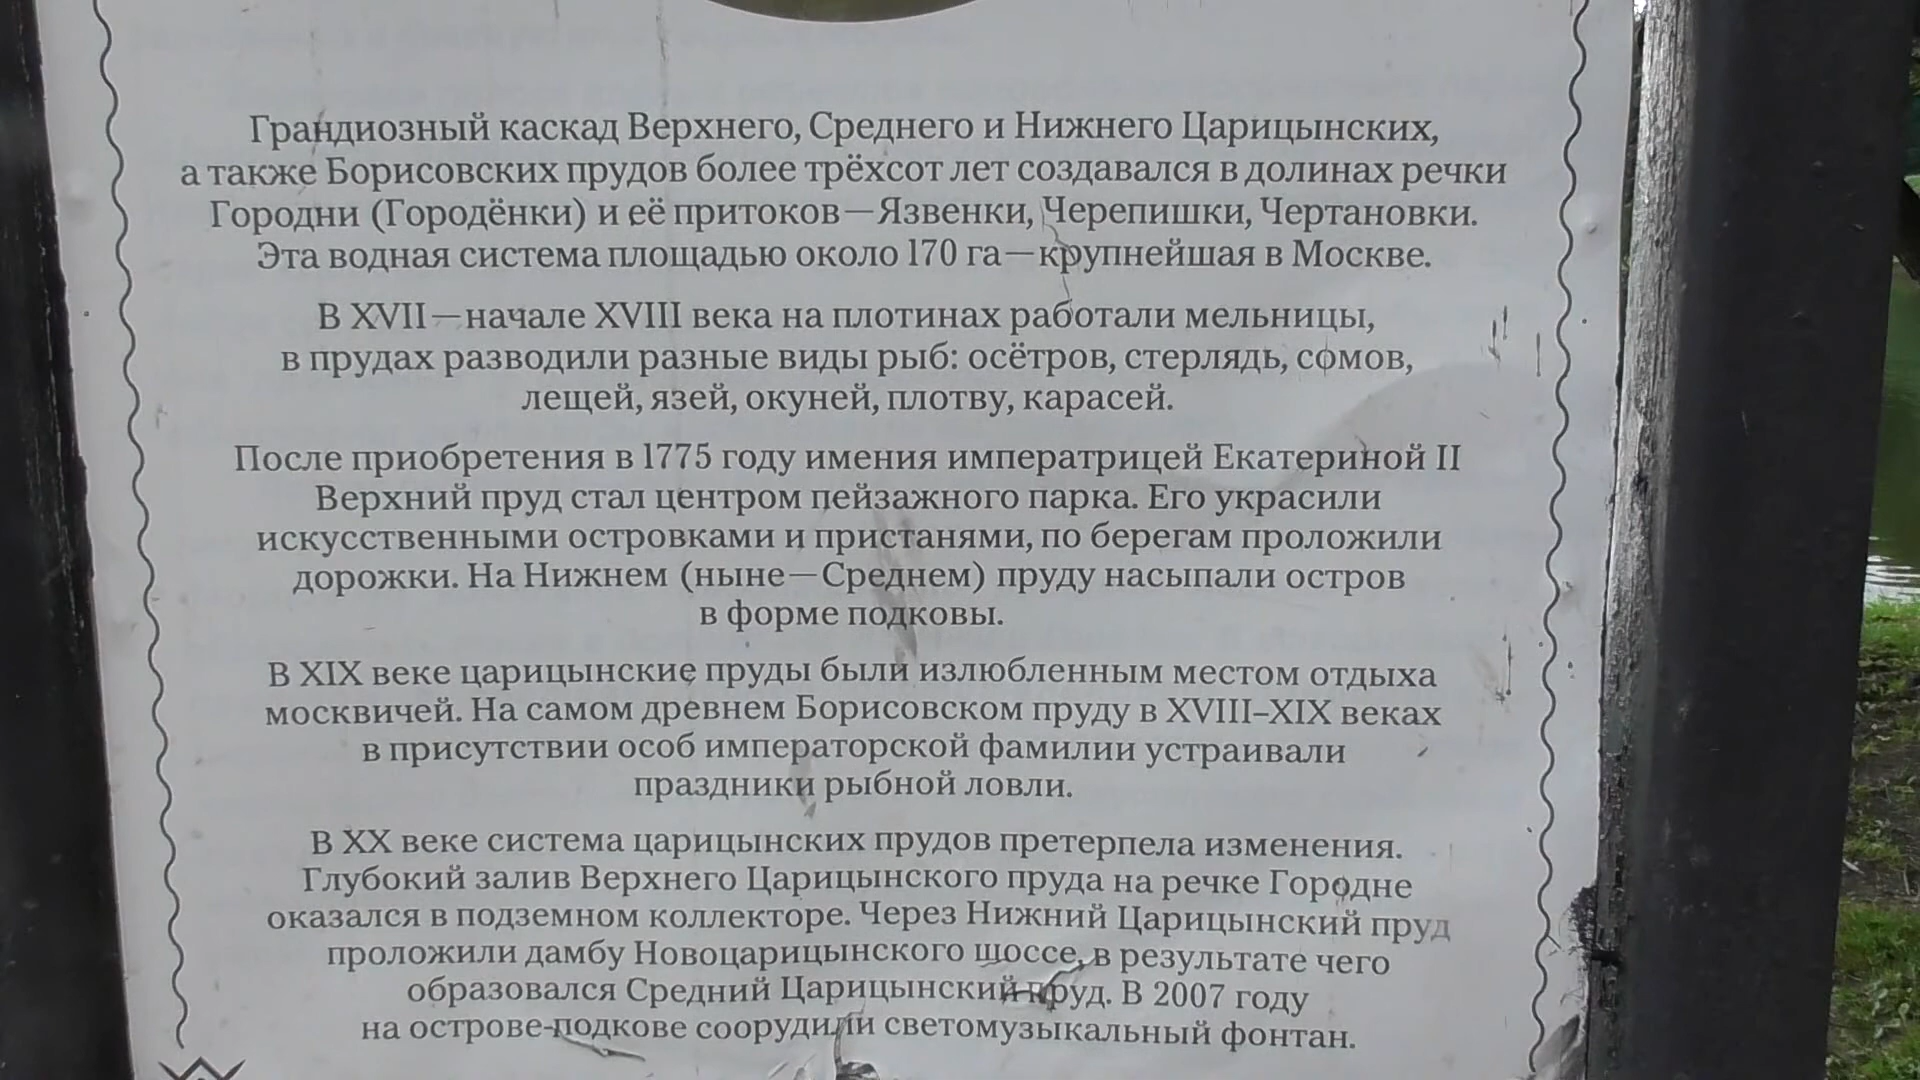 Грандиозный каскад Верхнего, Среднего и Нижнего Царицынских,
а также Борисовских прудов более трёхсот лет создавался в долинах речки
Городни (Городёнки) и её притоков — Язвенки, Черепишки, Чертановки.
Эта водная система площадью около 170 га — крупнейшая в Москве.
В XVII — начале XVIII века на плотинах работали мельницы,
в прудах разводили разные виды рыб: осётров, стерлядь, сомов,
лещей, язей, окуней, плотву, карасей.
После приобретения в 1775 году имения императрицей Екатериной II
Верхний пруд стал центром пейзажного парка. Его украсили
искусственными островками и пристанями, по берегам проложили
дорожки. На Нижнем (ныне — Среднем) пруду насыпали остров
в форме подковы.
В XIX веке царицынские пруды были излюбленным местом отдыха
москвичей. На самом древнем Борисовском пруду в XVIII–XIX веках
в присутствии особ императорской фамилии устраивали
праздники рыбной ловли.
В XX веке система царицынских прудов претерпела изменения.
Глубокий залив Верхнего Царицынского пруда на речке Городне
оказался в подземном коллекторе. Через Нижний Царицынский пруд
проложили дамбу Новоцарицынского шоссе, в результате чего
образовался Средний Царицынский пруд. В 2007 году
на острове-подкове соорудили светомузыкальный фонтан.